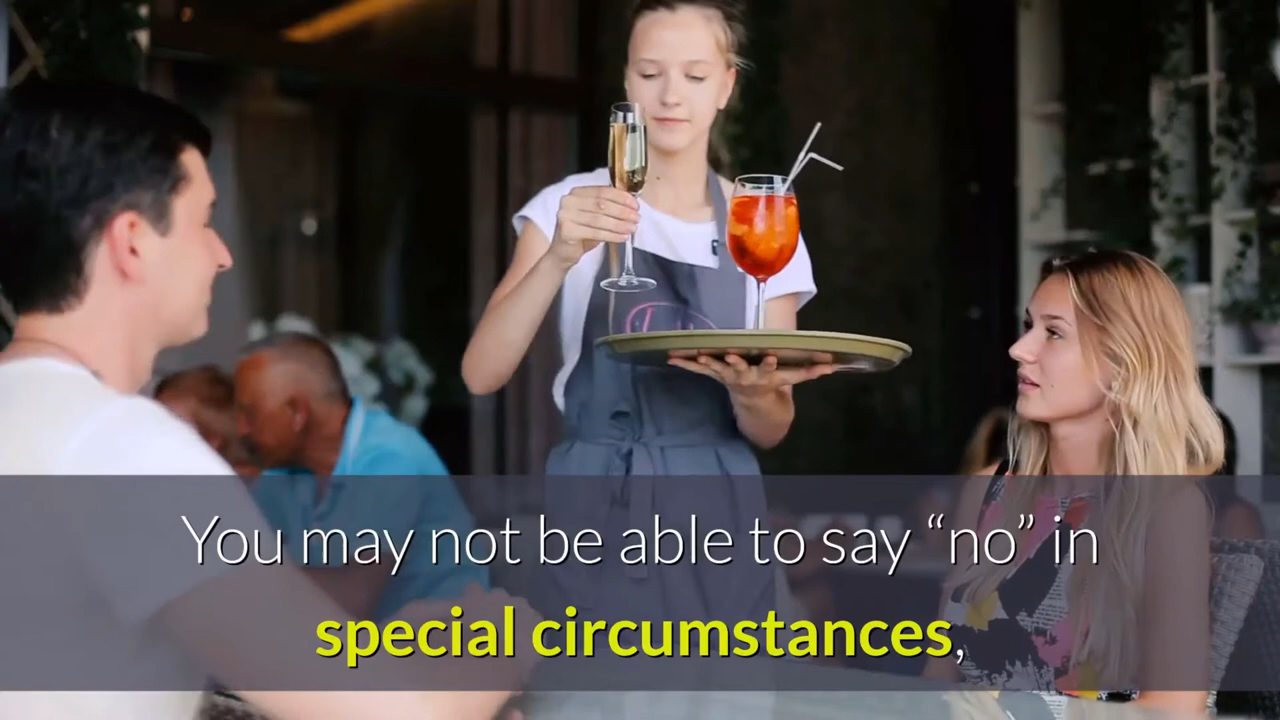 You may not be able to say “no” in
special circumstances,